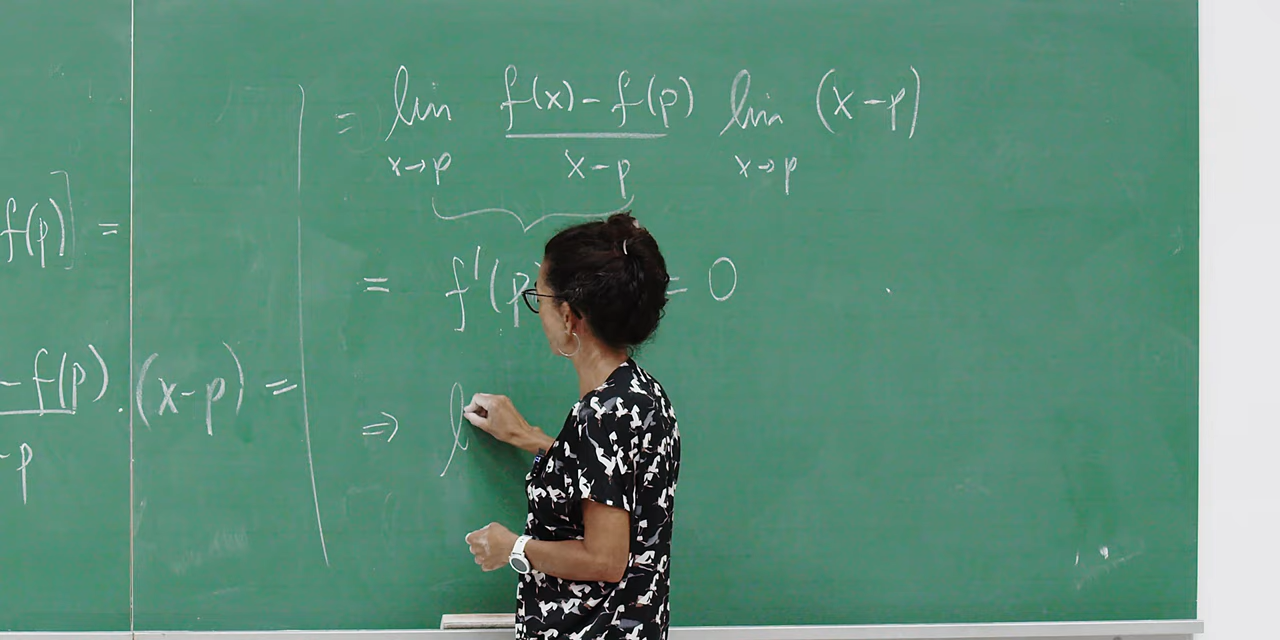 f(p)] =
- f(p) . (x-p) =
-p
= lim f(x) - f(p) lim (x-p)
x→p x-p x→p
= f'(p = 0
⇒ l